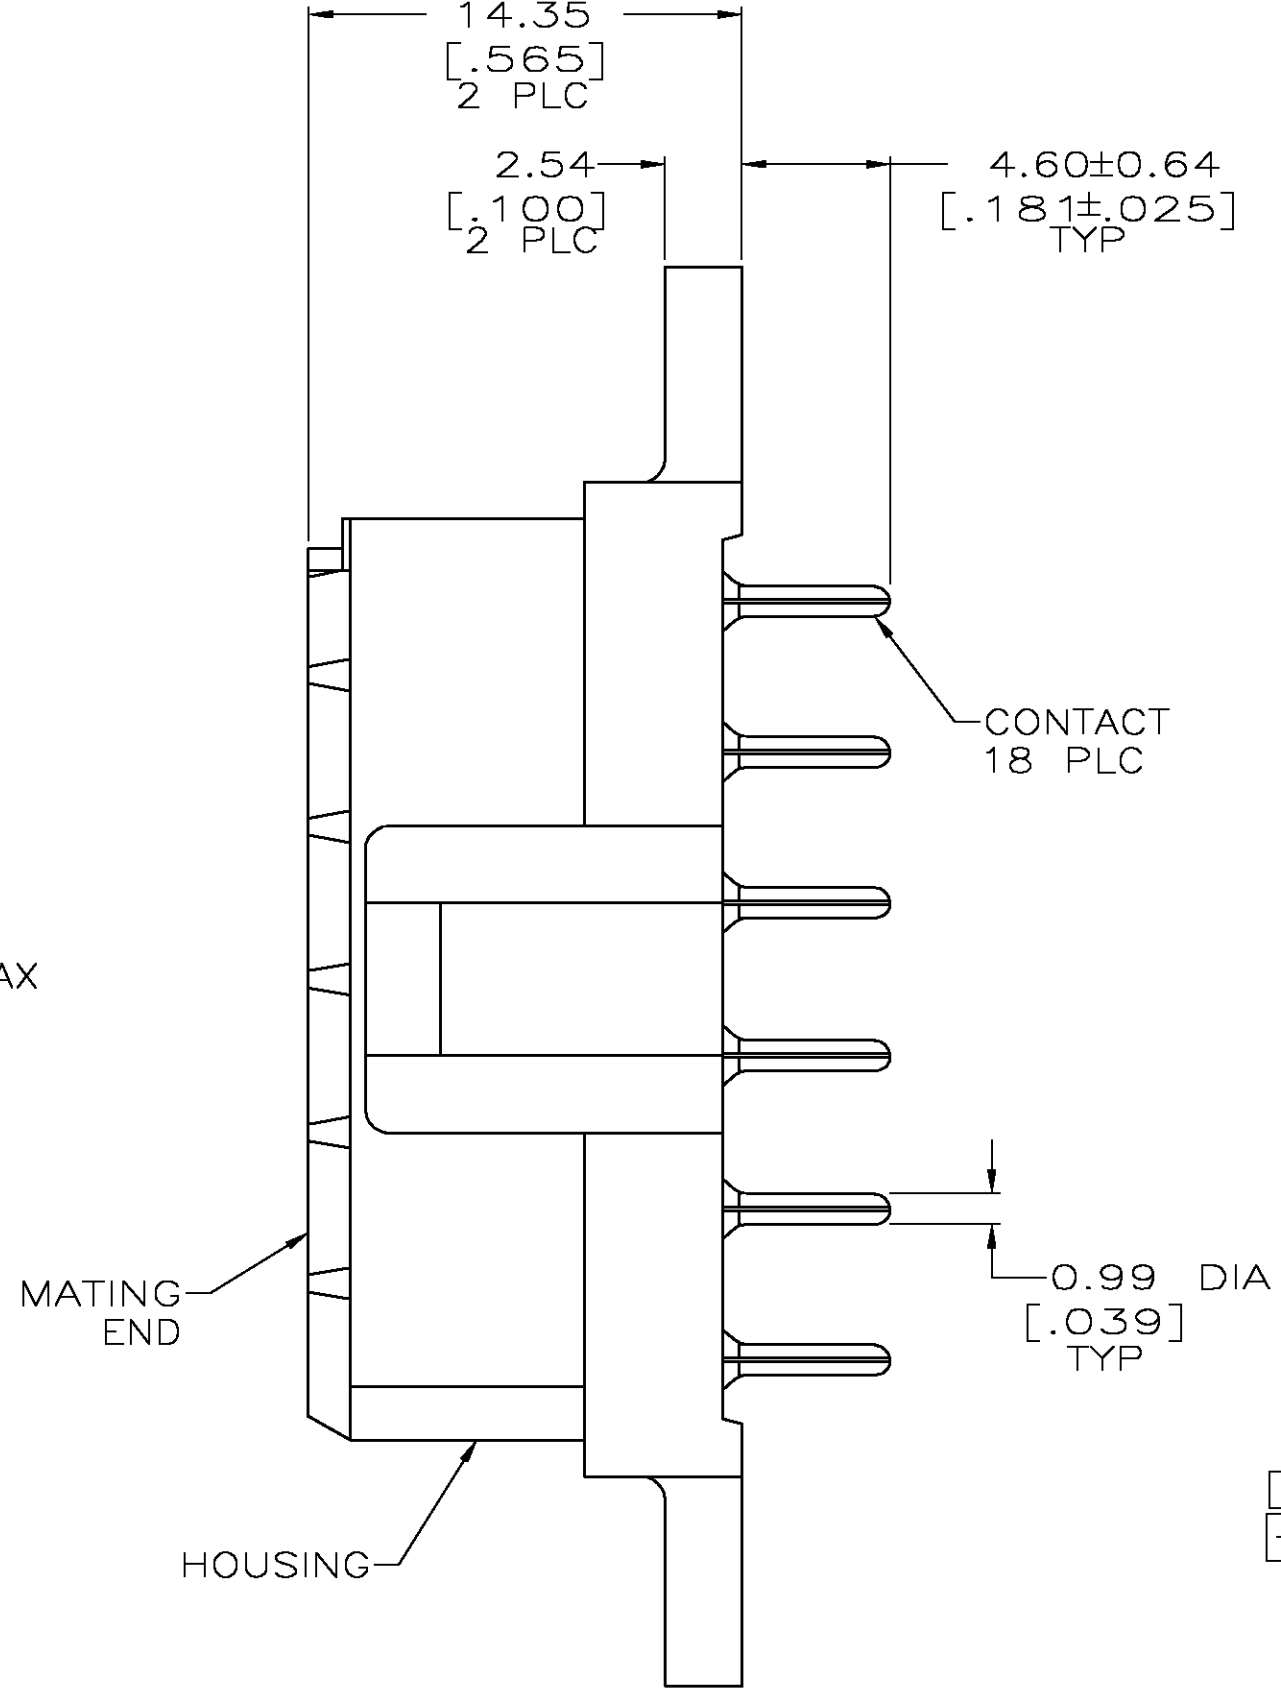 14.35
[.565]
2 PLC
2.54
[.100]
2 PLC
4.60±0.64
[.181±.025]
TYP
CONTACT
18 PLC
AX
MATING
END
0.99 DIA
[.039]
TYP
HOUSING